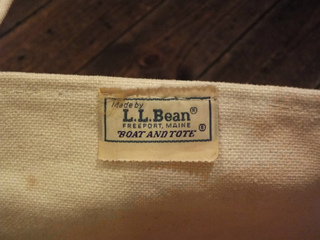 Made by
L.L.Bean®
FREEPORT, MAINE
"BOAT AND TOTE" ®